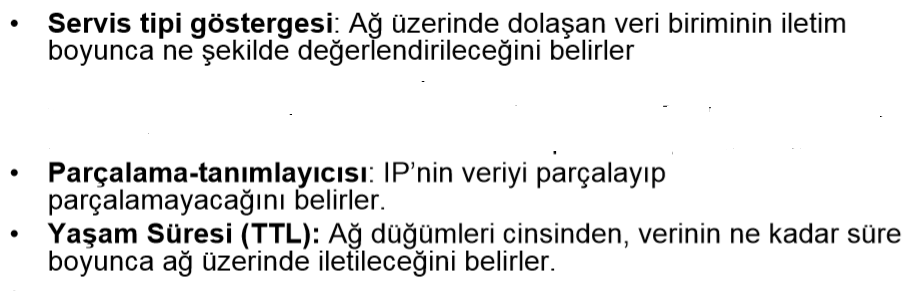 • Servis tipi göstergesi: Ağ üzerinde dolaşan veri biriminin iletim
boyunca ne şekilde değerlendirileceğini belirler
• Parçalama-tanımlayıcısı: IP’nin veriyi parçalayıp
parçalamayacağını belirler.
• Yaşam Süresi (TTL): Ağ düğümleri cinsinden, verinin ne kadar süre
boyunca ağ üzerinde iletileceğini belirler.